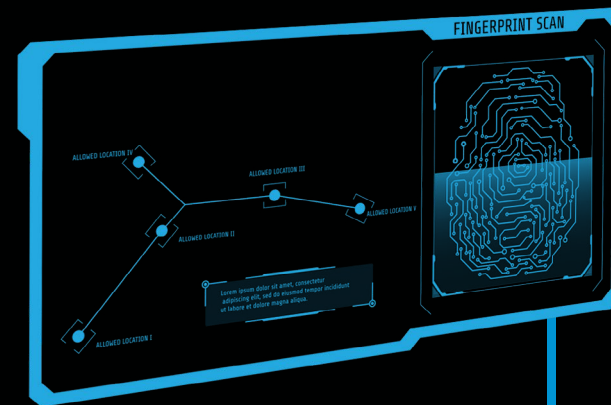 FINGERPRINT SCAN
ALLOWED LOCATION IV
ALLOWED LOCATION III
ALLOWED LOCATION V
ALLOWED LOCATION II
Lorem ipsum dolor sit amet, consectetur
adipiscing elit, sed do eiusmod tempor incididunt
ut labore et dolore magna aliqua.
ALLOWED LOCATION I